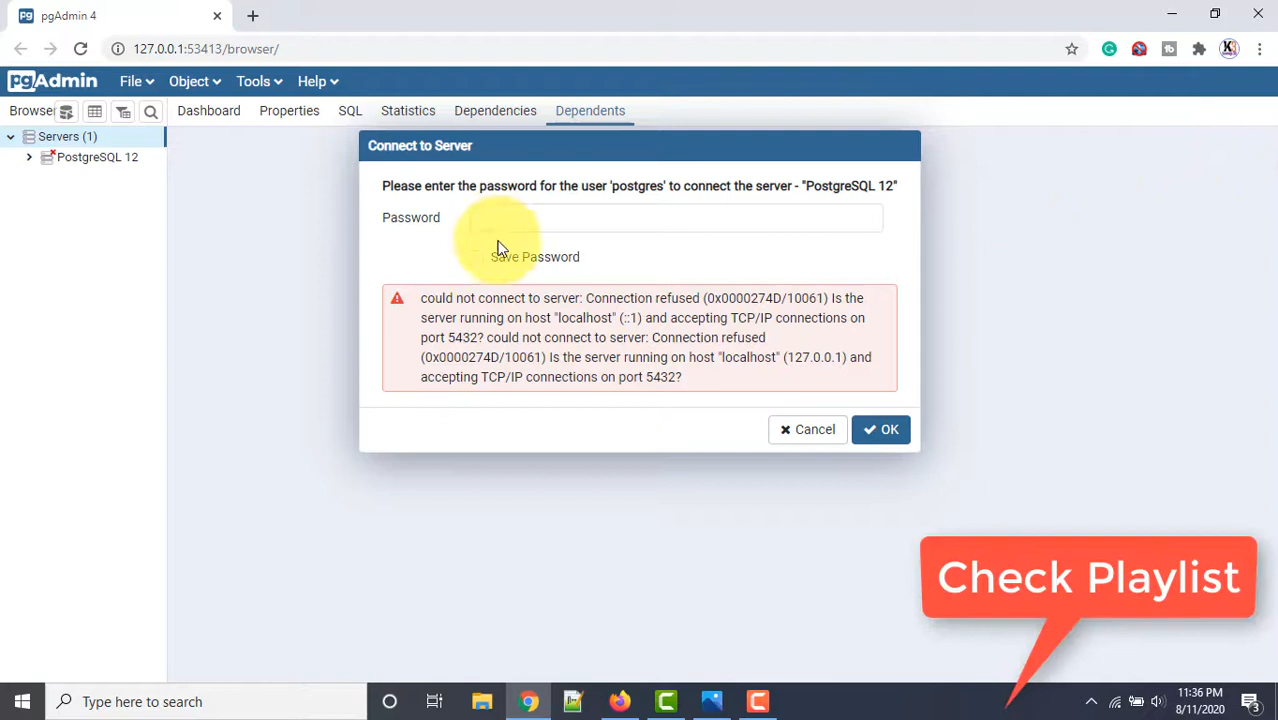 pgAdmin 4
127.0.0.1:53413/browser/
pgAdmin File Object Tools Help
Browser Dashboard Properties SQL Statistics Dependencies Dependents
Servers (1)
PostgreSQL 12
Connect to Server
Please enter the password for the user 'postgres' to connect the server - "PostgreSQL 12"
Password
Save Password
could not connect to server: Connection refused (0x0000274D/10061) Is the
server running on host "localhost" (::1) and accepting TCP/IP connections on
port 5432? could not connect to server: Connection refused
(0x0000274D/10061) Is the server running on host "localhost" (127.0.0.1) and
accepting TCP/IP connections on port 5432?
Cancel OK
Check Playlist
Type here to search
11:36 PM
8/11/2020
3